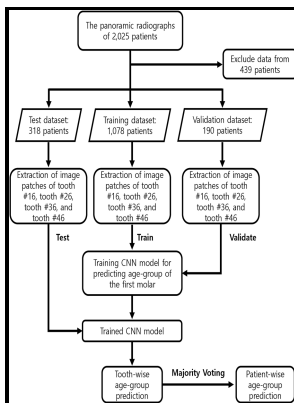 The panoramic radiographs
of 2,025 patients
Exclude data from
439 patients
Test dataset:
318 patients
Training dataset:
1,078 patients
Validation dataset:
190 patients
Extraction of image
patches of tooth
#16, tooth #26,
tooth #36, and
tooth #46
Extraction of image
patches of tooth
#16, tooth #26,
tooth #36, and
tooth #46
Extraction of image
patches of tooth
#16, tooth #26,
tooth #36, and
tooth #46
Test
Train
Validate
Training CNN model for
predicting age-group of
the first molar
Trained CNN model
Tooth-wise
age-group
prediction
Majority Voting
Patient-wise
age-group
prediction